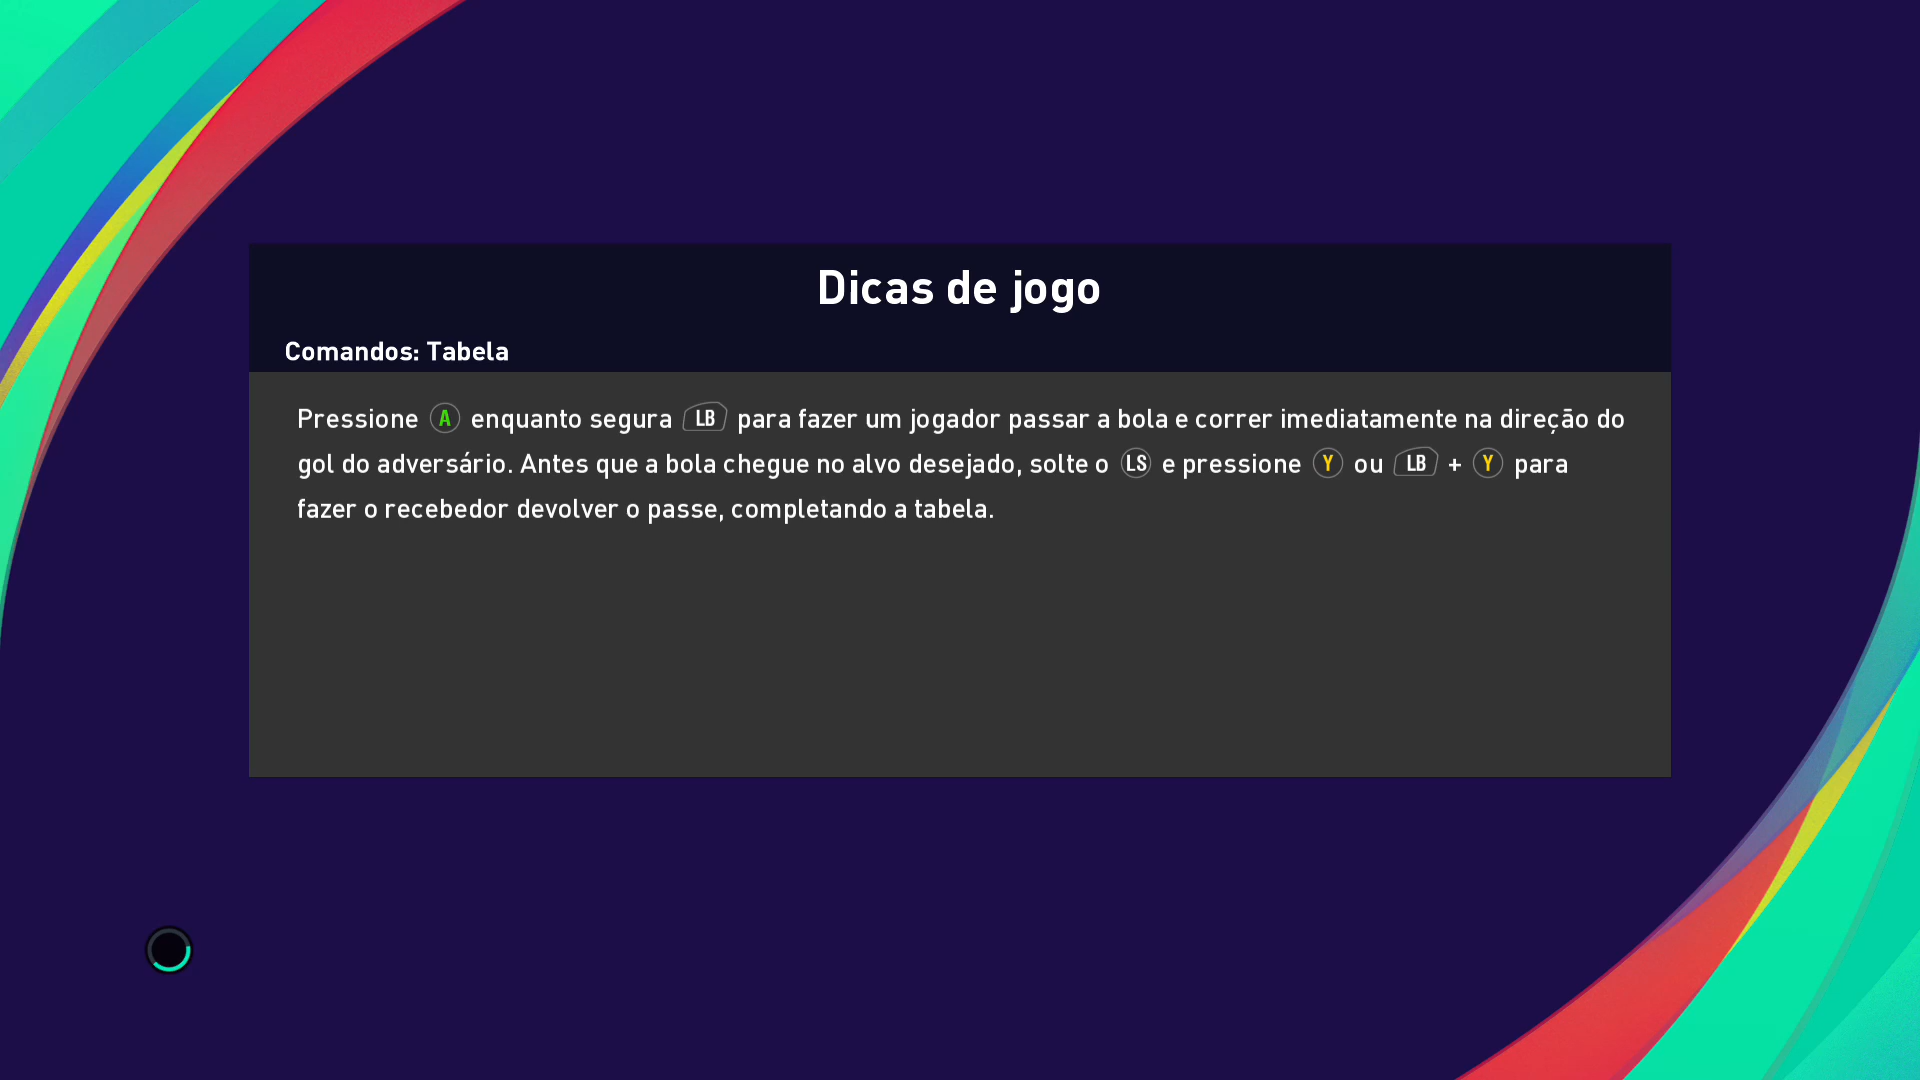 Dicas de jogo
Comandos: Tabela
Pressione A enquanto segura LB para fazer um jogador passar a bola e correr imediatamente na direção do
gol do adversário. Antes que a bola chegue no alvo desejado, solte o LS e pressione Y ou LB + Y para
fazer o recebedor devolver o passe, completando a tabela.